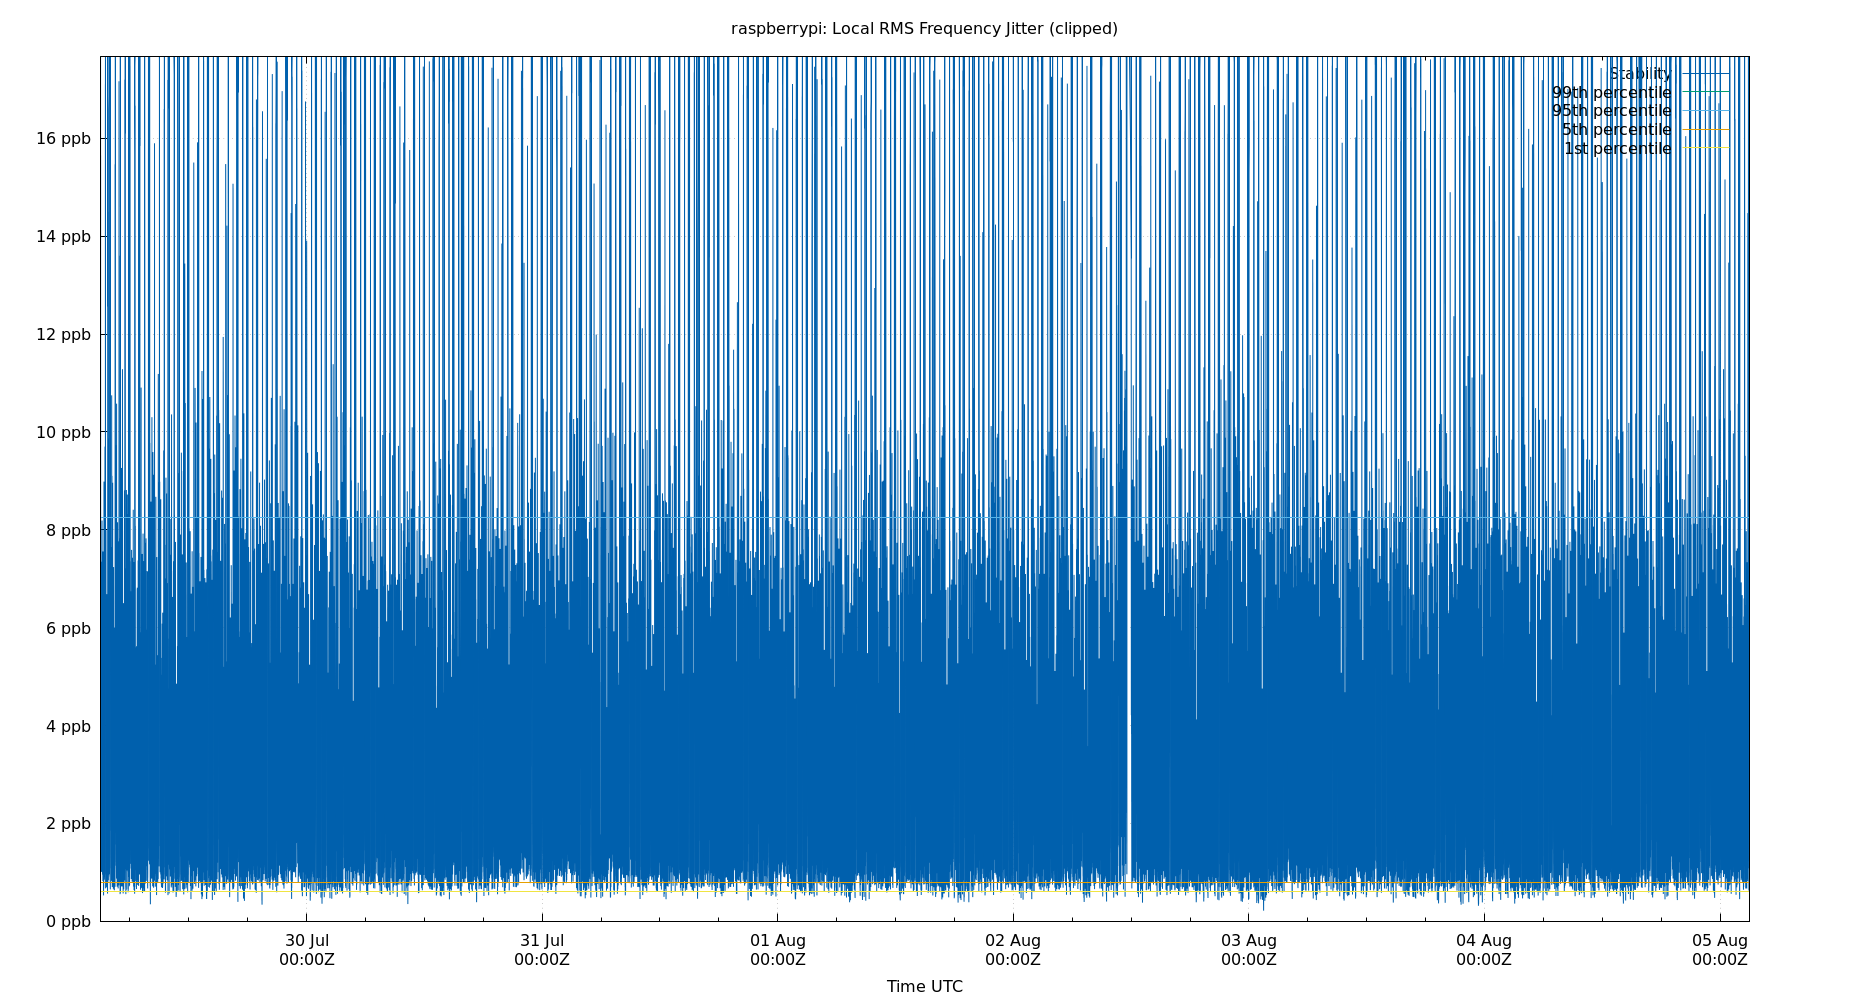 raspberrypi: Local RMS Frequency Jitter (clipped)
Stability
99th percentile
95th percentile
5th percentile
1st percentile
16 ppb
14 ppb
12 ppb
10 ppb
8 ppb
6 ppb
4 ppb
2 ppb
0 ppb
30 Jul 31 Jul 01 Aug 02 Aug 03 Aug 04 Aug 05 Aug
00:00Z 00:00Z 00:00Z 00:00Z 00:00Z 00:00Z 00:00Z
Time UTC